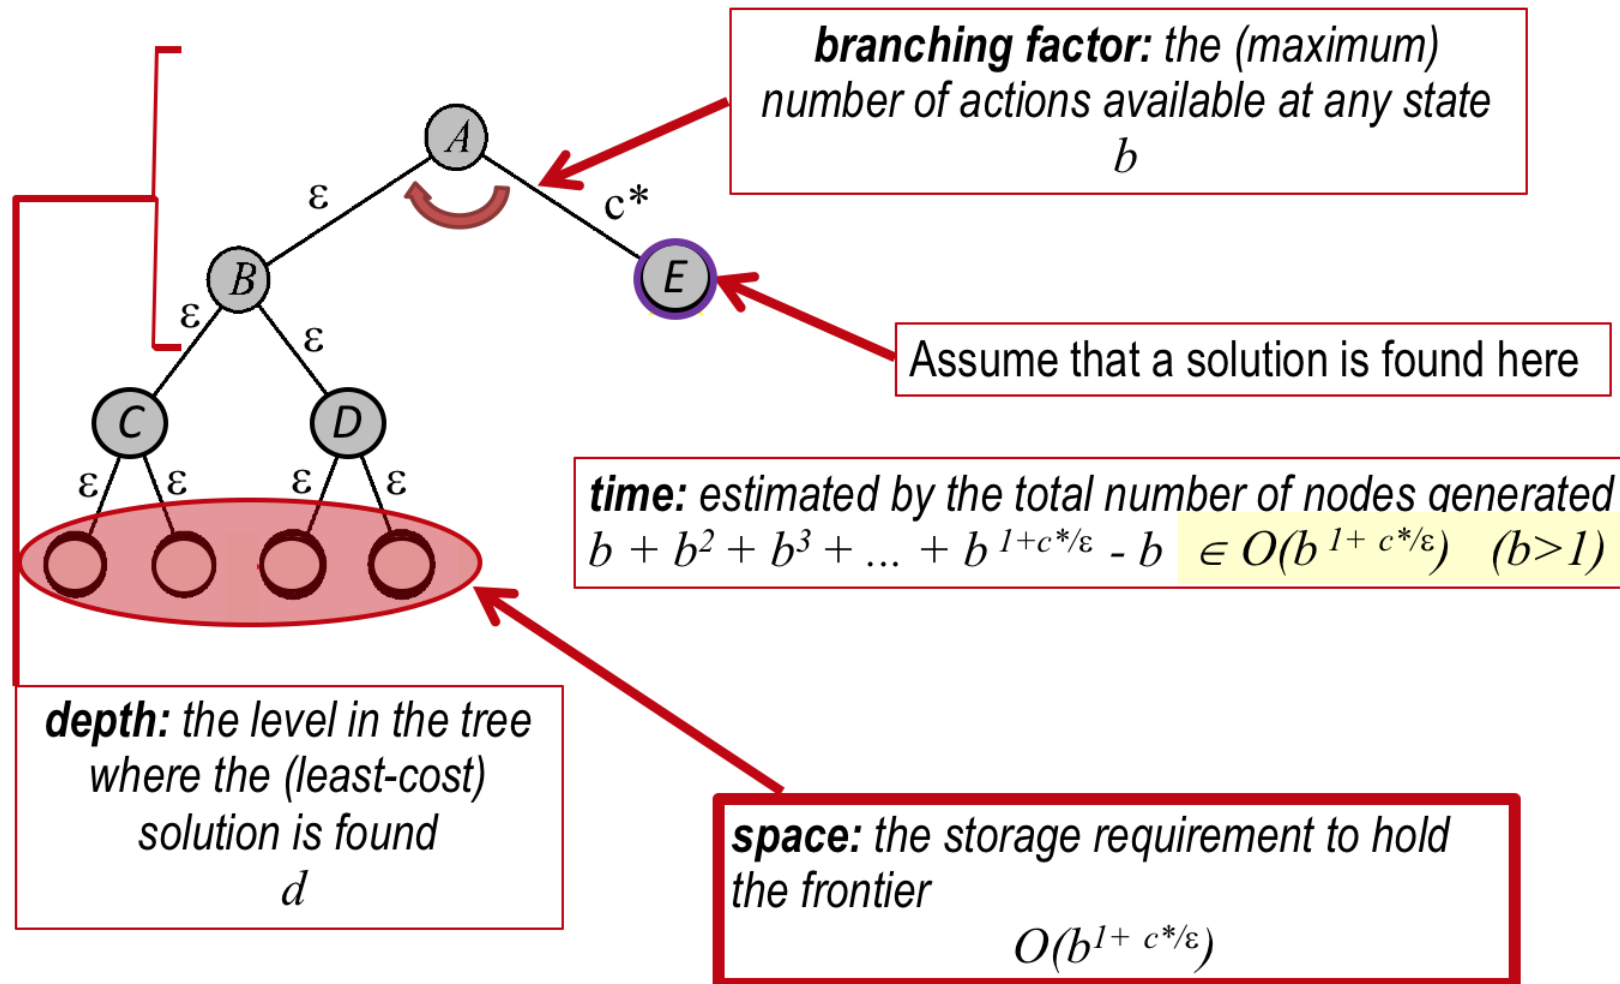 branching factor: the (maximum)
number of actions available at any state
b
A
ε
c*
B
E
ε
ε
Assume that a solution is found here
C
D
ε
ε
ε
ε
time: estimated by the total number of nodes generated
b + b² + b³ + ... + b^{1+c*/ε} - b ∈ O(b^{1+ c*/ε}) (b>1)
depth: the level in the tree
where the (least-cost)
solution is found
d
space: the storage requirement to hold
the frontier
O(b^{1+ c*/ε})